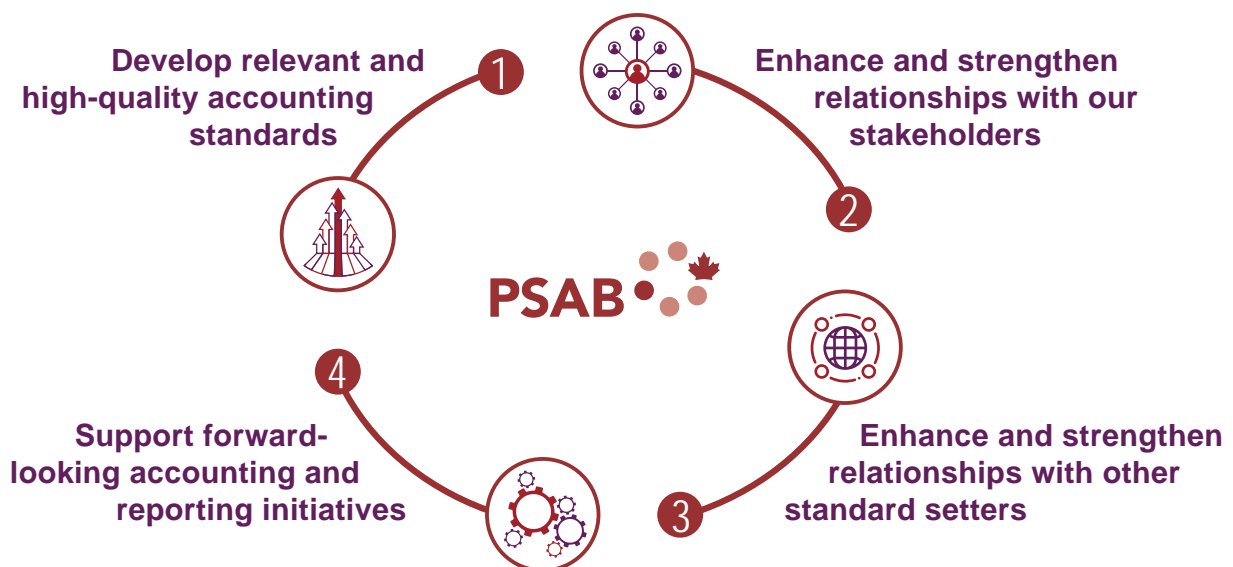 1
Develop relevant and
high-quality accounting
standards
Enhance and strengthen
relationships with our
stakeholders
2
PSAB
4
Support forward-
looking accounting and
reporting initiatives
Enhance and strengthen
relationships with other
standard setters
3